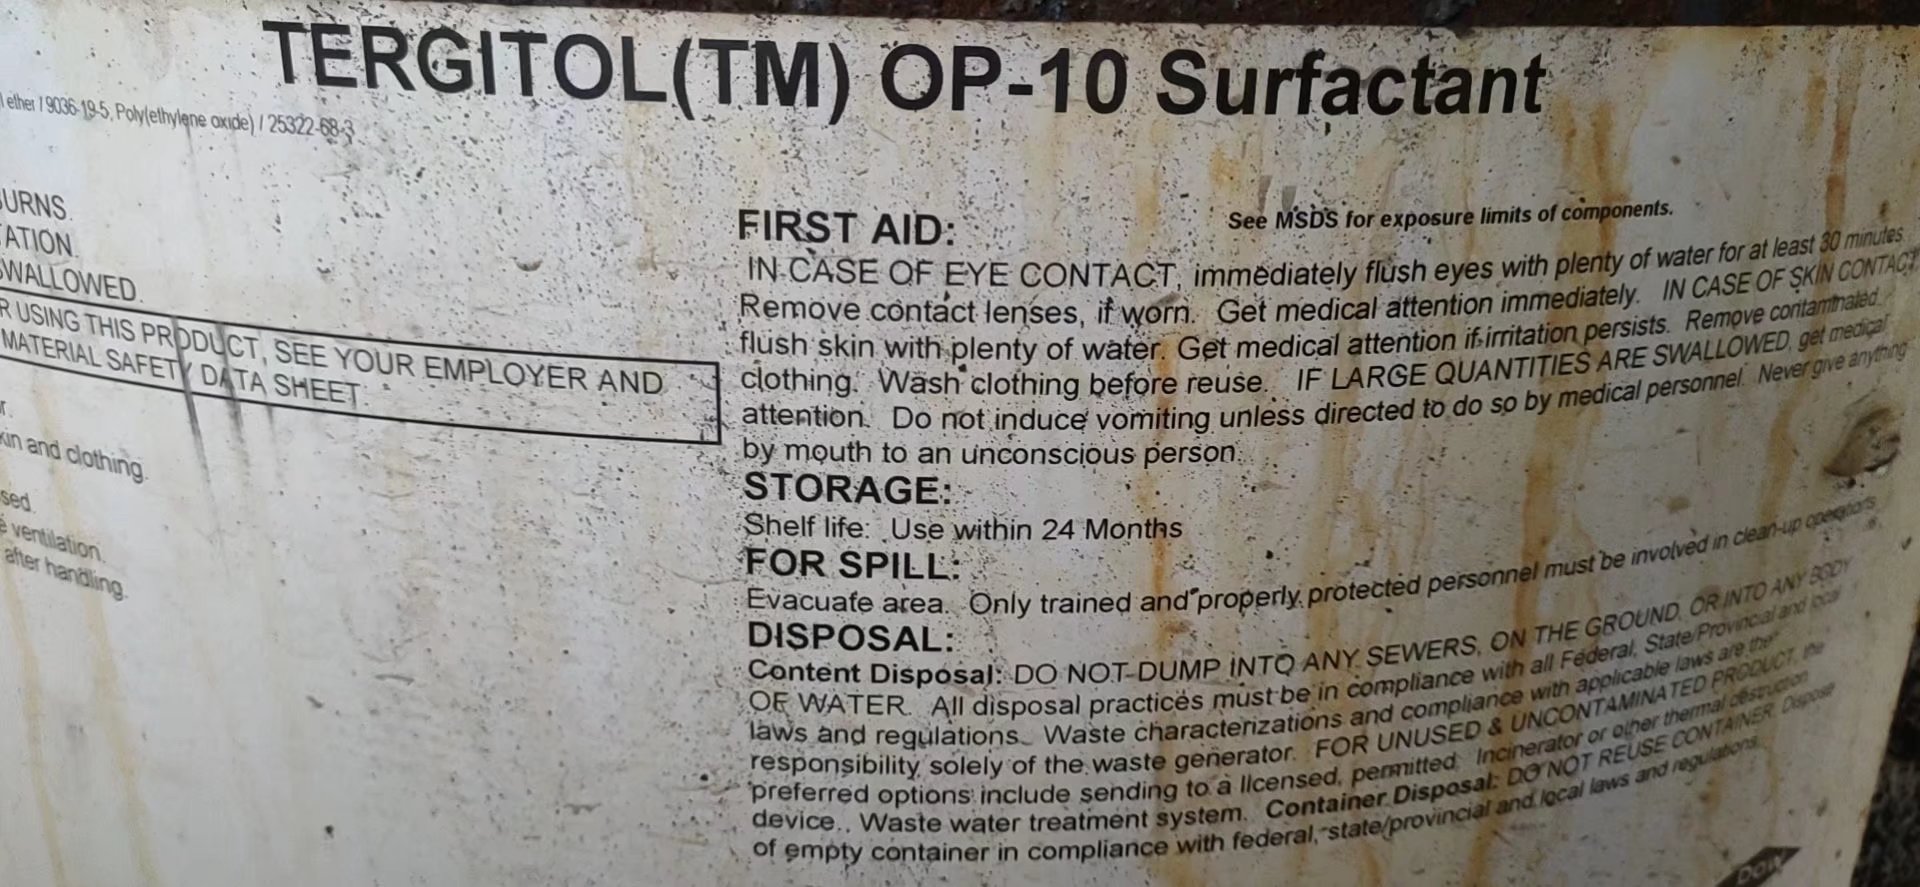 TERGITOL(TM) OP-10 Surfactant
ether / 9036-19-5, Poly(ethylene oxide) / 25322-68-3
BURNS.
SWALLOWED.
USING THIS PRODUCT, SEE YOUR EMPLOYER AND
MATERIAL SAFETY DATA SHEET.
and clothing.
ventilation.
after handling.
See MSDS for exposure limits of components.
FIRST AID:
IN CASE OF EYE CONTACT, immediately flush eyes with plenty of water for at least 30 minutes.
Remove contact lenses, if worn. Get medical attention immediately. IN CASE OF SKIN CONTACT,
flush skin with plenty of water. Get medical attention if irritation persists. Remove contaminated
clothing. Wash clothing before reuse. IF LARGE QUANTITIES ARE SWALLOWED, get medical
attention. Do not induce vomiting unless directed to do so by medical personnel. Never give anything
by mouth to an unconscious person.
STORAGE:
Shelf life: Use within 24 Months
FOR SPILL:
Evacuate area. Only trained and properly protected personnel must be involved in clean-up operations.
DISPOSAL:
Content Disposal: DO NOT DUMP INTO ANY SEWERS, ON THE GROUND, OR INTO ANY BODY
OF WATER. All disposal practices must be in compliance with all Federal, State/Provincial and local
laws and regulations. Waste characterizations and compliance with applicable laws are the
responsibility solely of the waste generator. FOR UNUSED & UNCONTAMINATED PRODUCT, the
preferred options include sending to a licensed, permitted: Incinerator or other thermal destruction
device. Waste water treatment system. Container Disposal: DO NOT REUSE CONTAINER. Dispose
of empty container in compliance with federal, state/provincial and local laws and regulations.
Dow